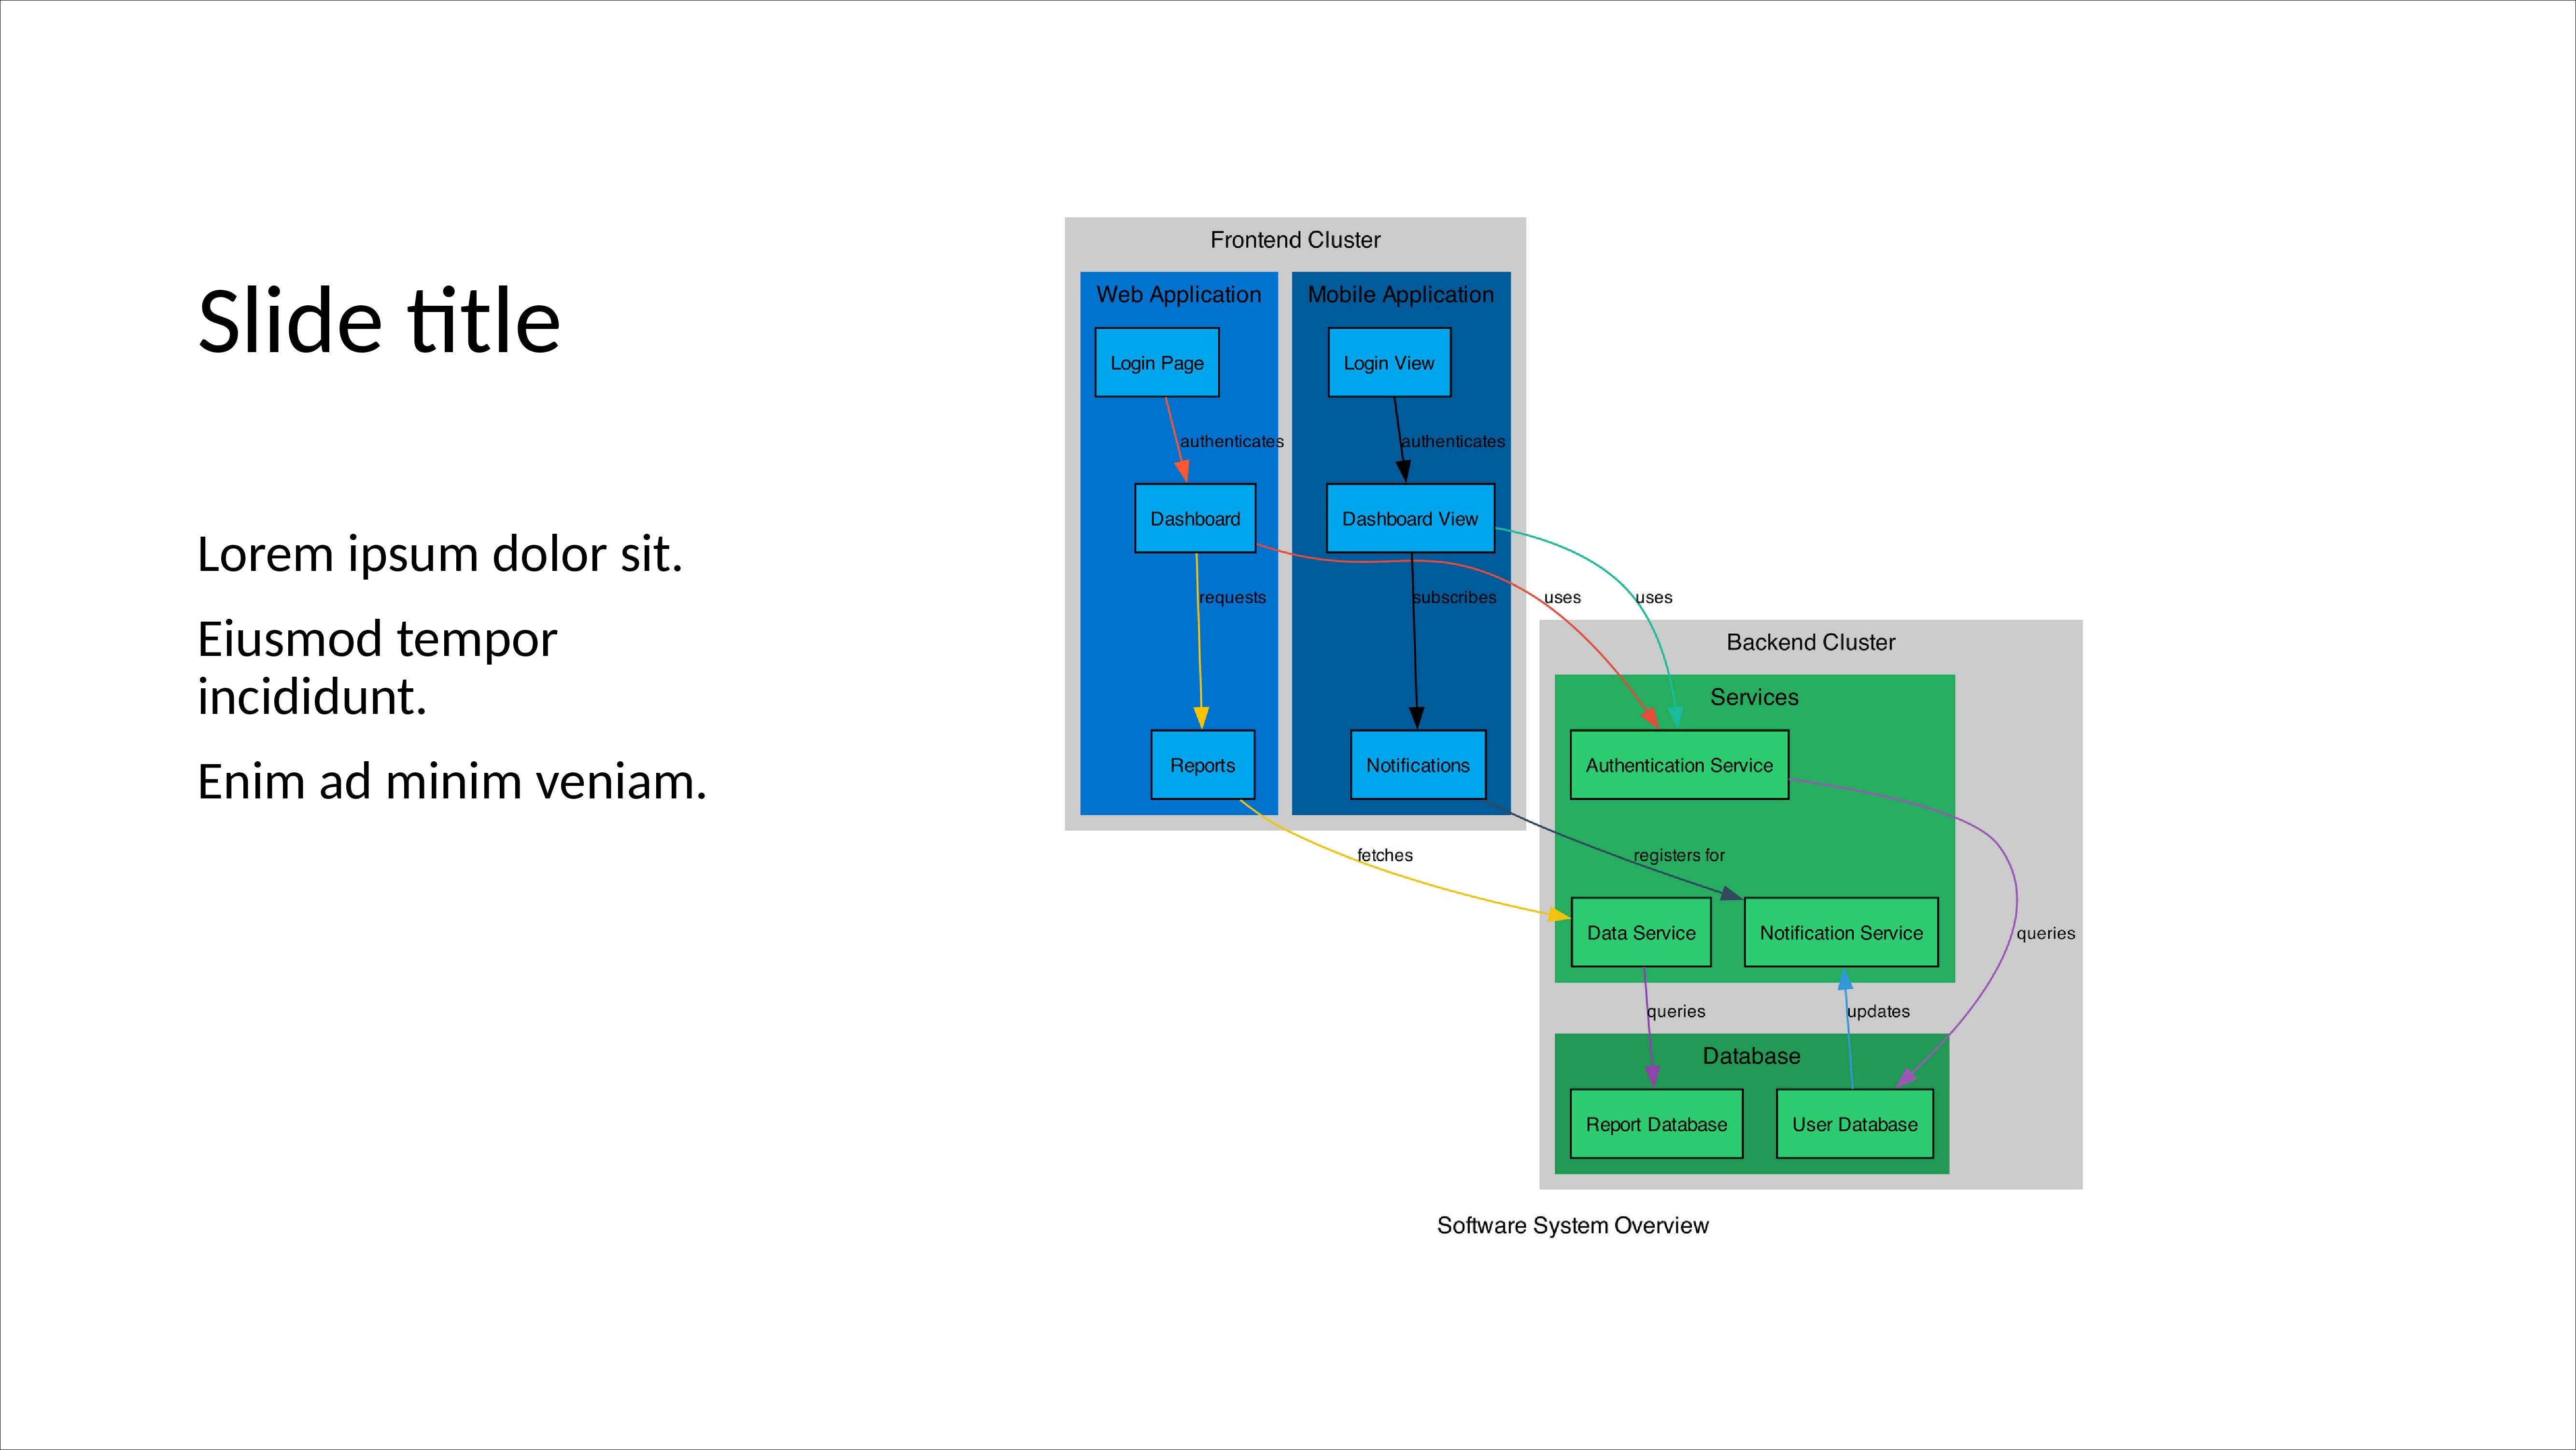 Slide title
Lorem ipsum dolor sit.
Eiusmod tempor
incididunt.
Enim ad minim veniam.
Frontend Cluster
Web Application
Mobile Application
Login Page
Login View
authenticates
authenticates
Dashboard
Dashboard View
requests
subscribes
uses
uses
Reports
Notifications
Backend Cluster
Services
Authentication Service
fetches
registers for
Data Service
Notification Service
queries
queries
updates
Database
Report Database
User Database
Software System Overview